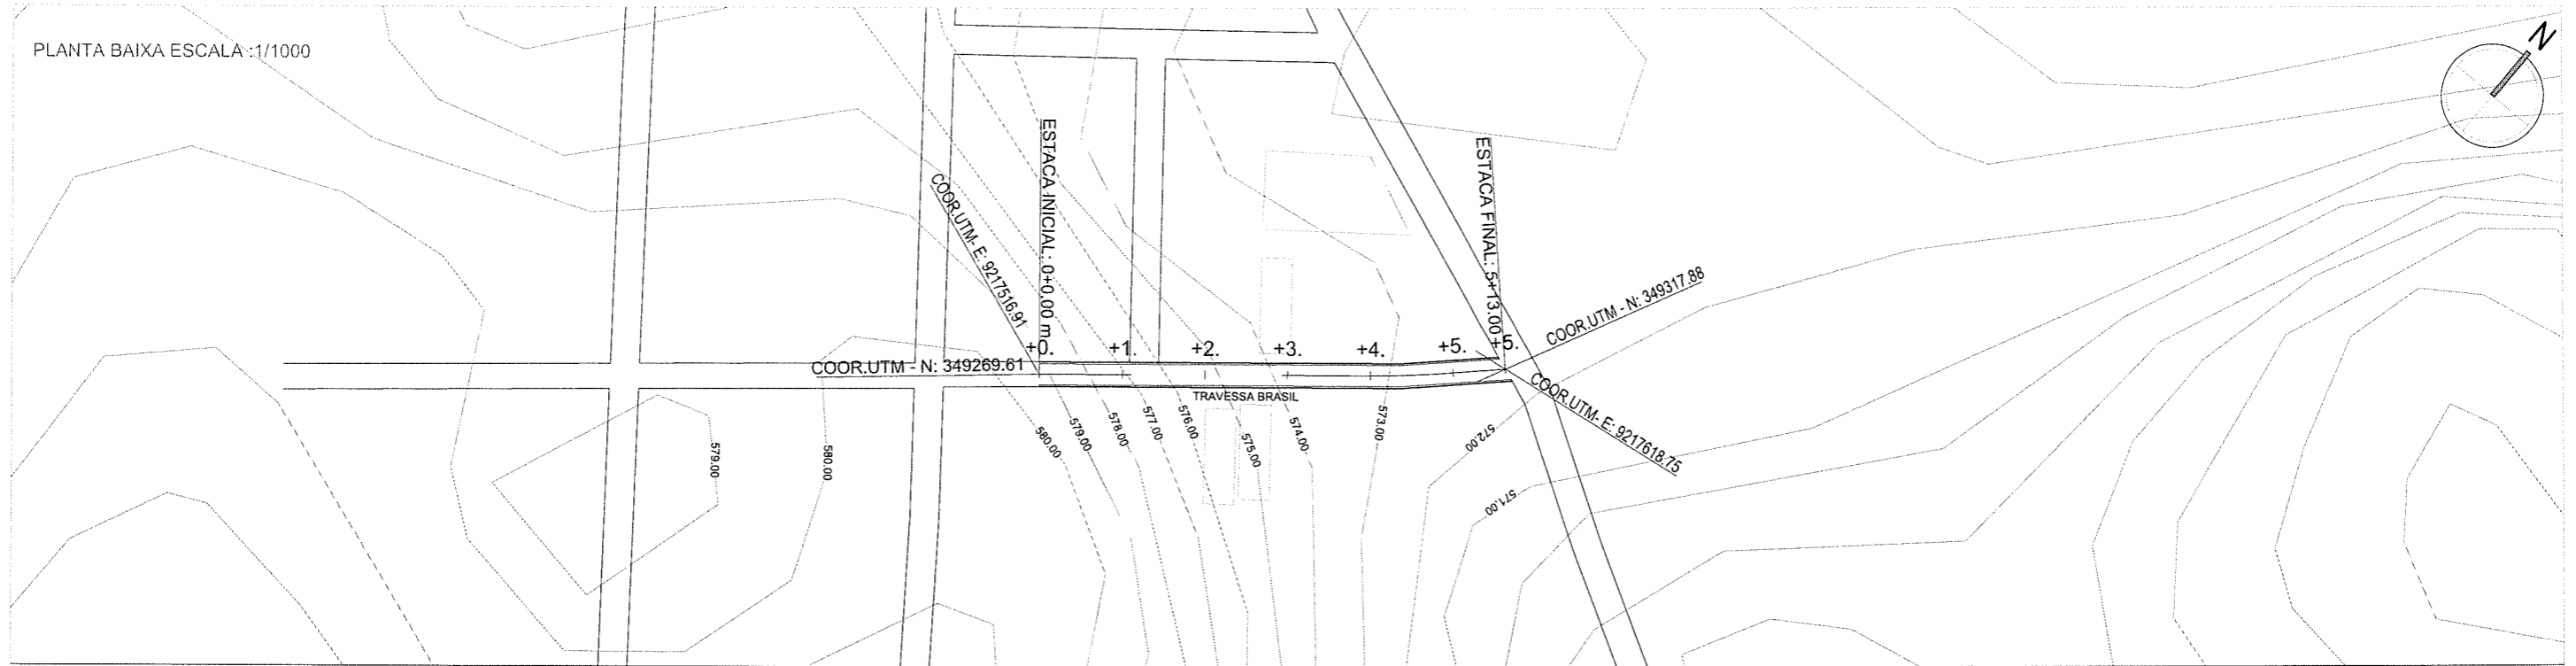 PLANTA BAIXA ESCALA :1/1000
N
ESTACA INICIAL: 0+0.00 m
COOR.UTM- E: 9217516.91
COOR.UTM - N: 349269.61
ESTACA FINAL: 5+13.00
COOR.UTM - N: 349317.88
COOR.UTM- E: 9217618.75
+0.
+1.
+2.
+3.
+4.
+5.
+5.
TRAVESSA BRASIL
579.00
580.00
580.00
579.00
578.00
577.00
576.00
575.00
574.00
573.00
572.00
571.00